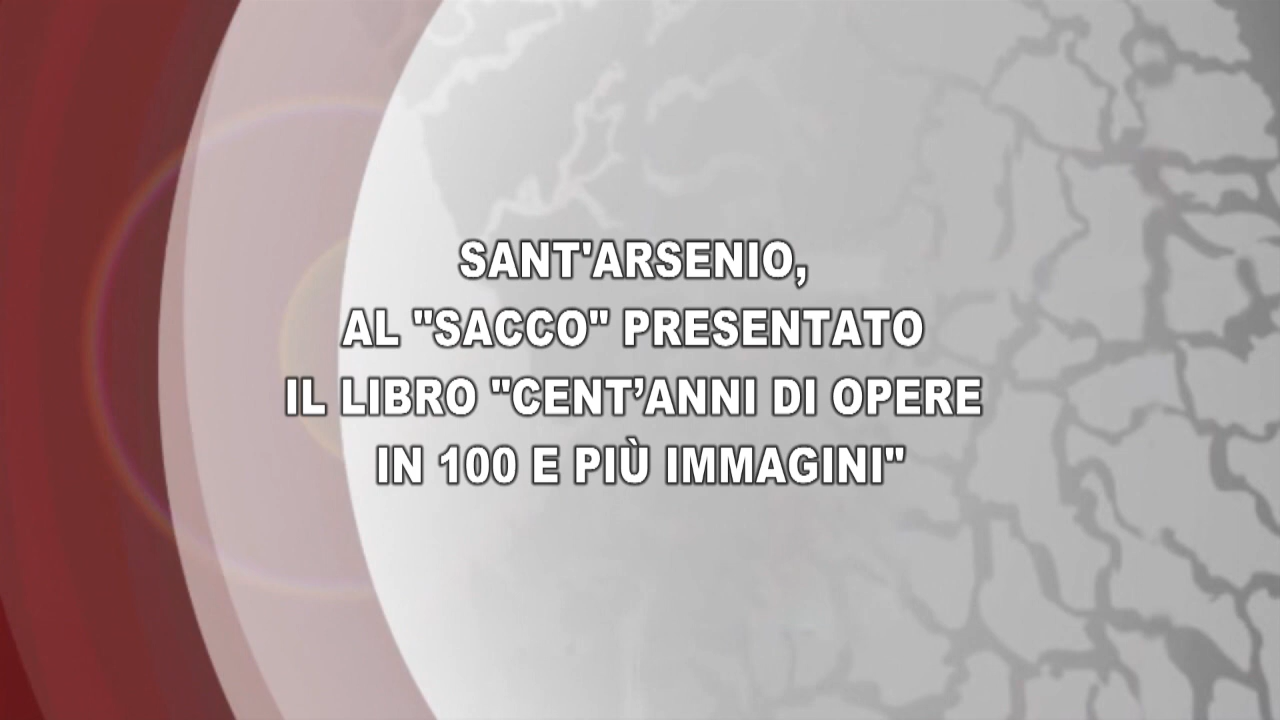 SANT'ARSENIO,
AL "SACCO" PRESENTATO
IL LIBRO "CENT’ANNI DI OPERE
IN 100 E PIÙ IMMAGINI"